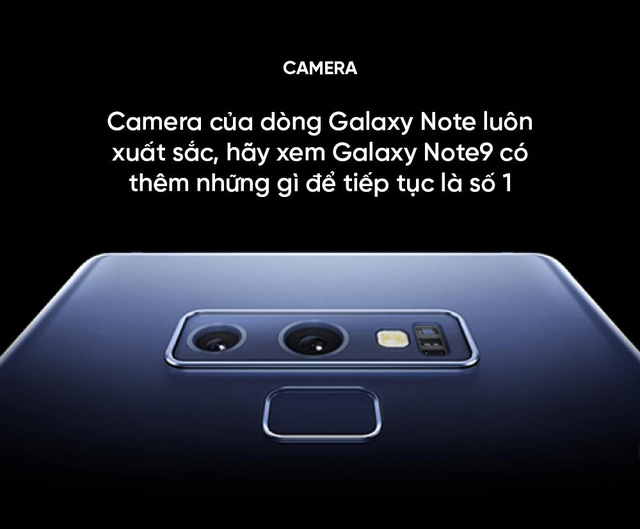 CAMERA
Camera của dòng Galaxy Note luôn
xuất sắc, hãy xem Galaxy Note9 có
thêm những gì để tiếp tục là số 1